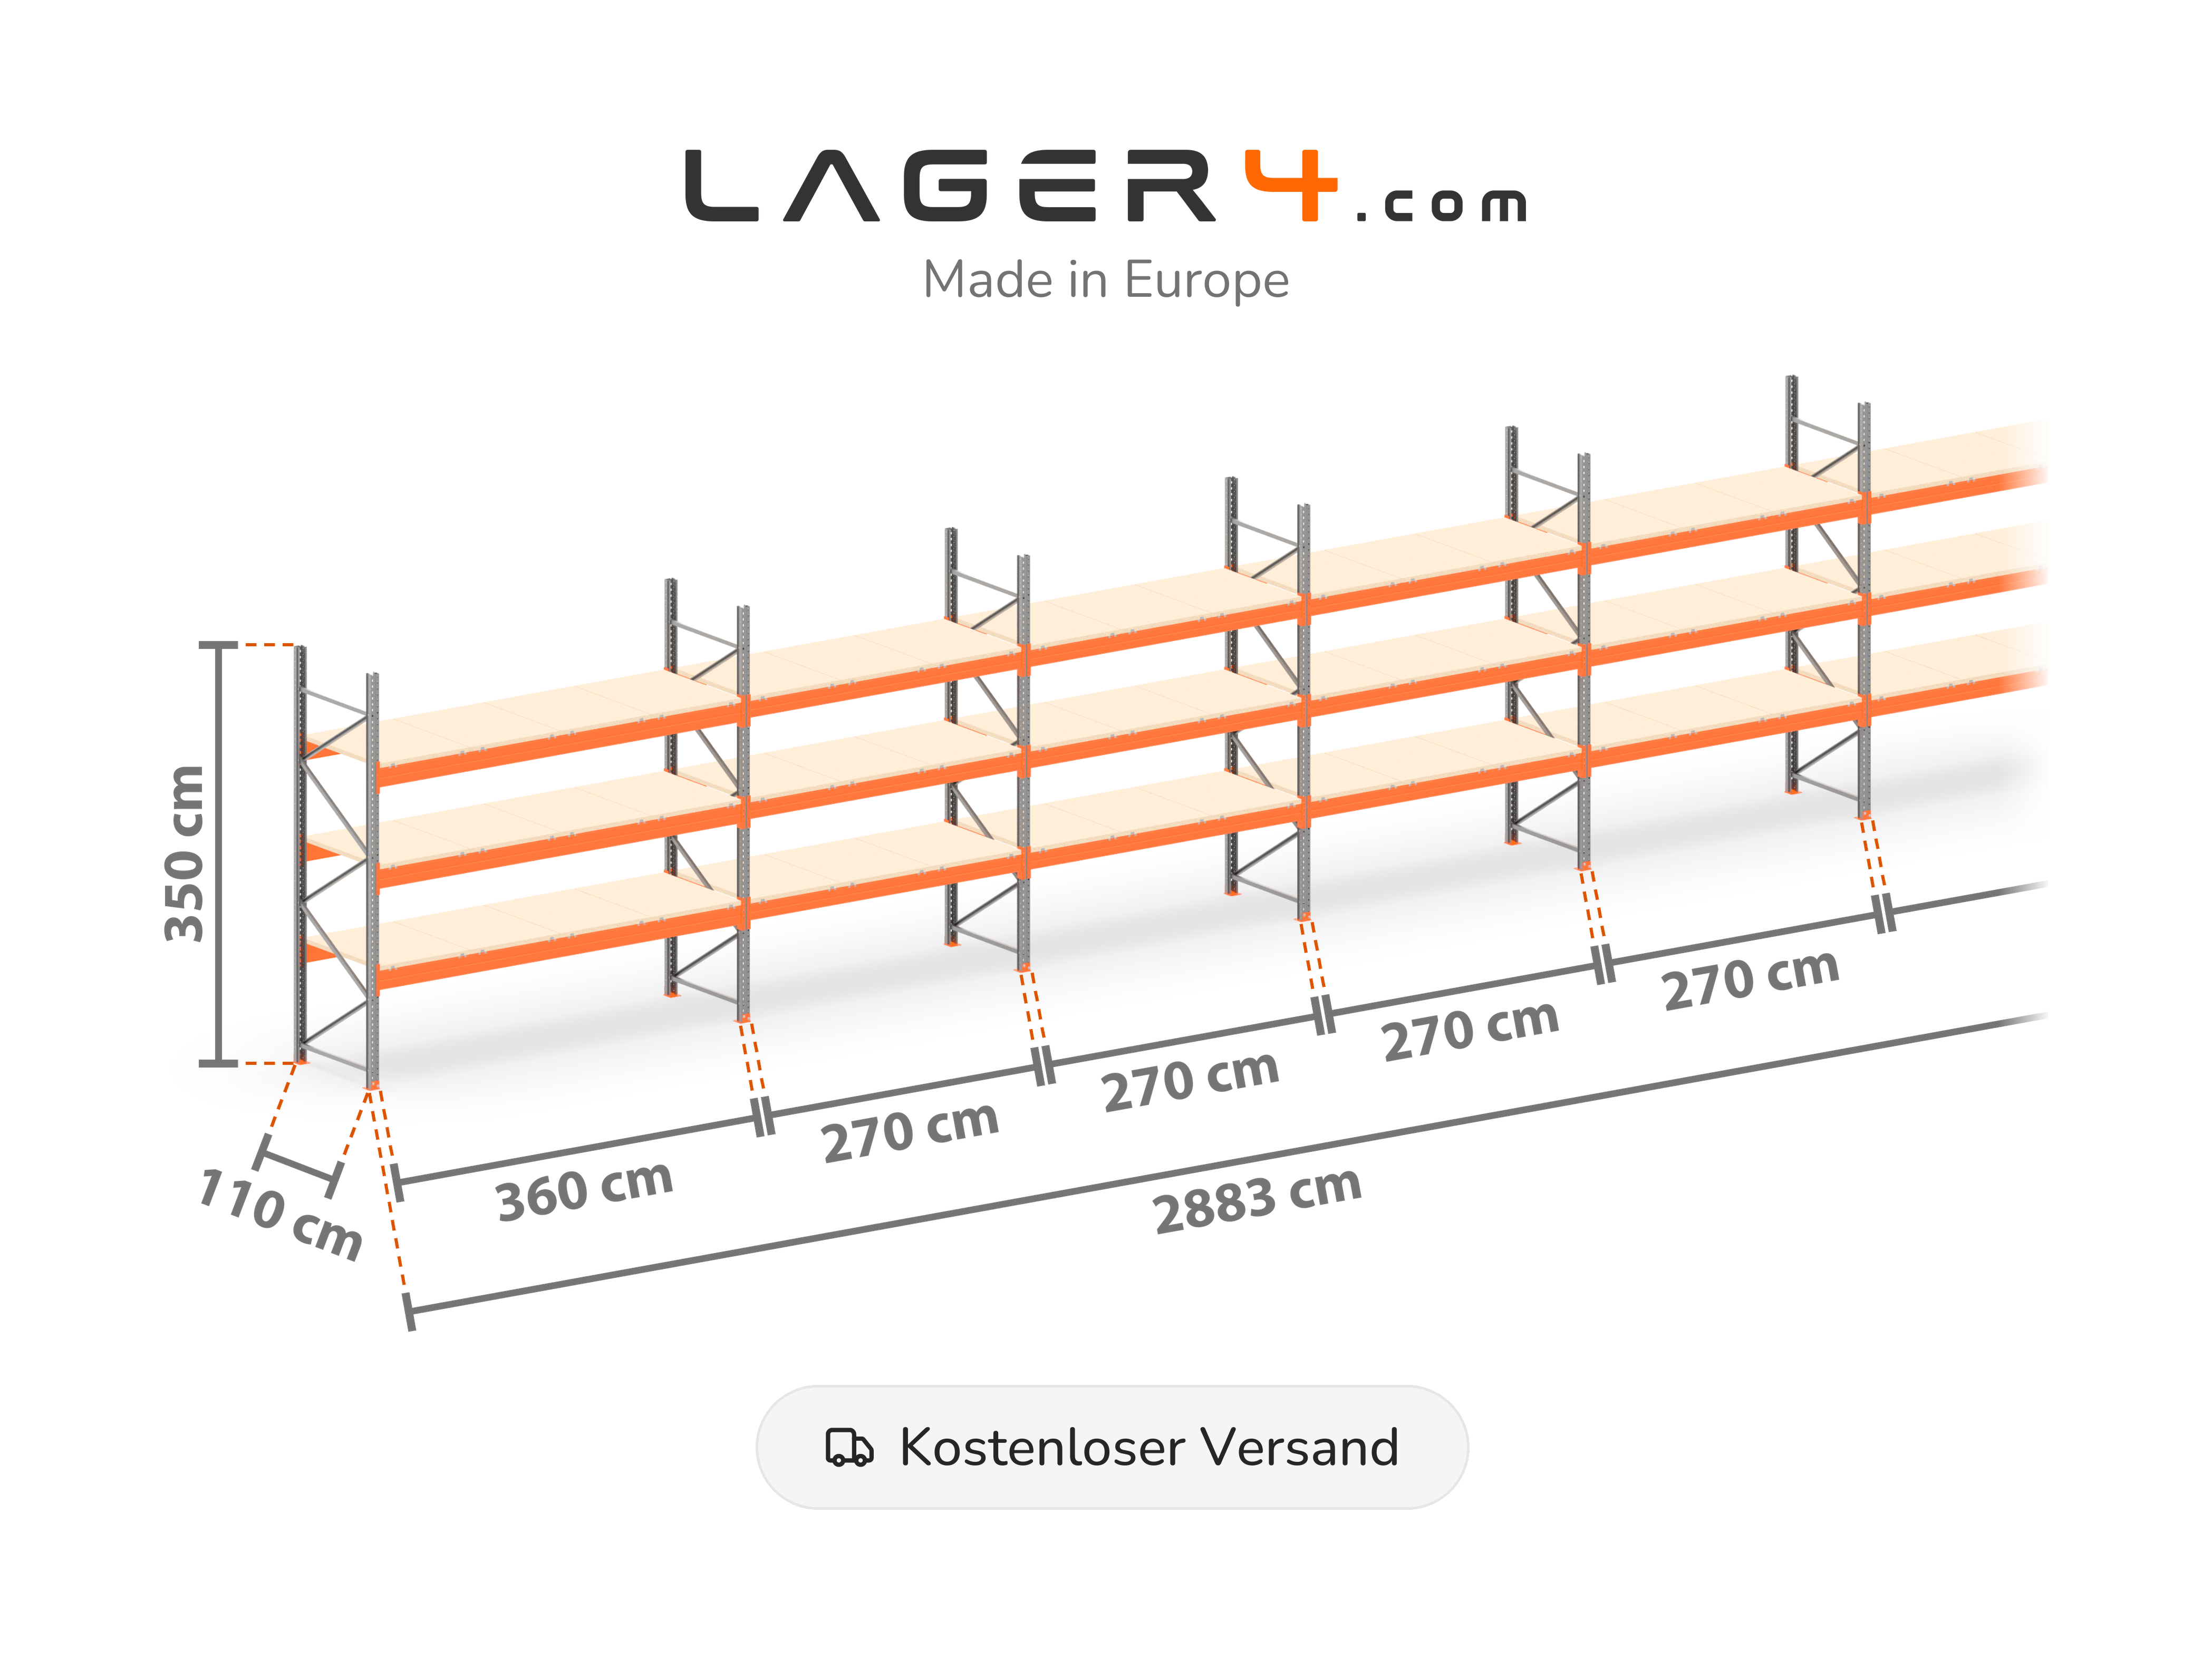 LAGER4.com
Made in Europe
350 cm
110 cm
360 cm
270 cm
270 cm
270 cm
270 cm
2883 cm
Kostenloser Versand